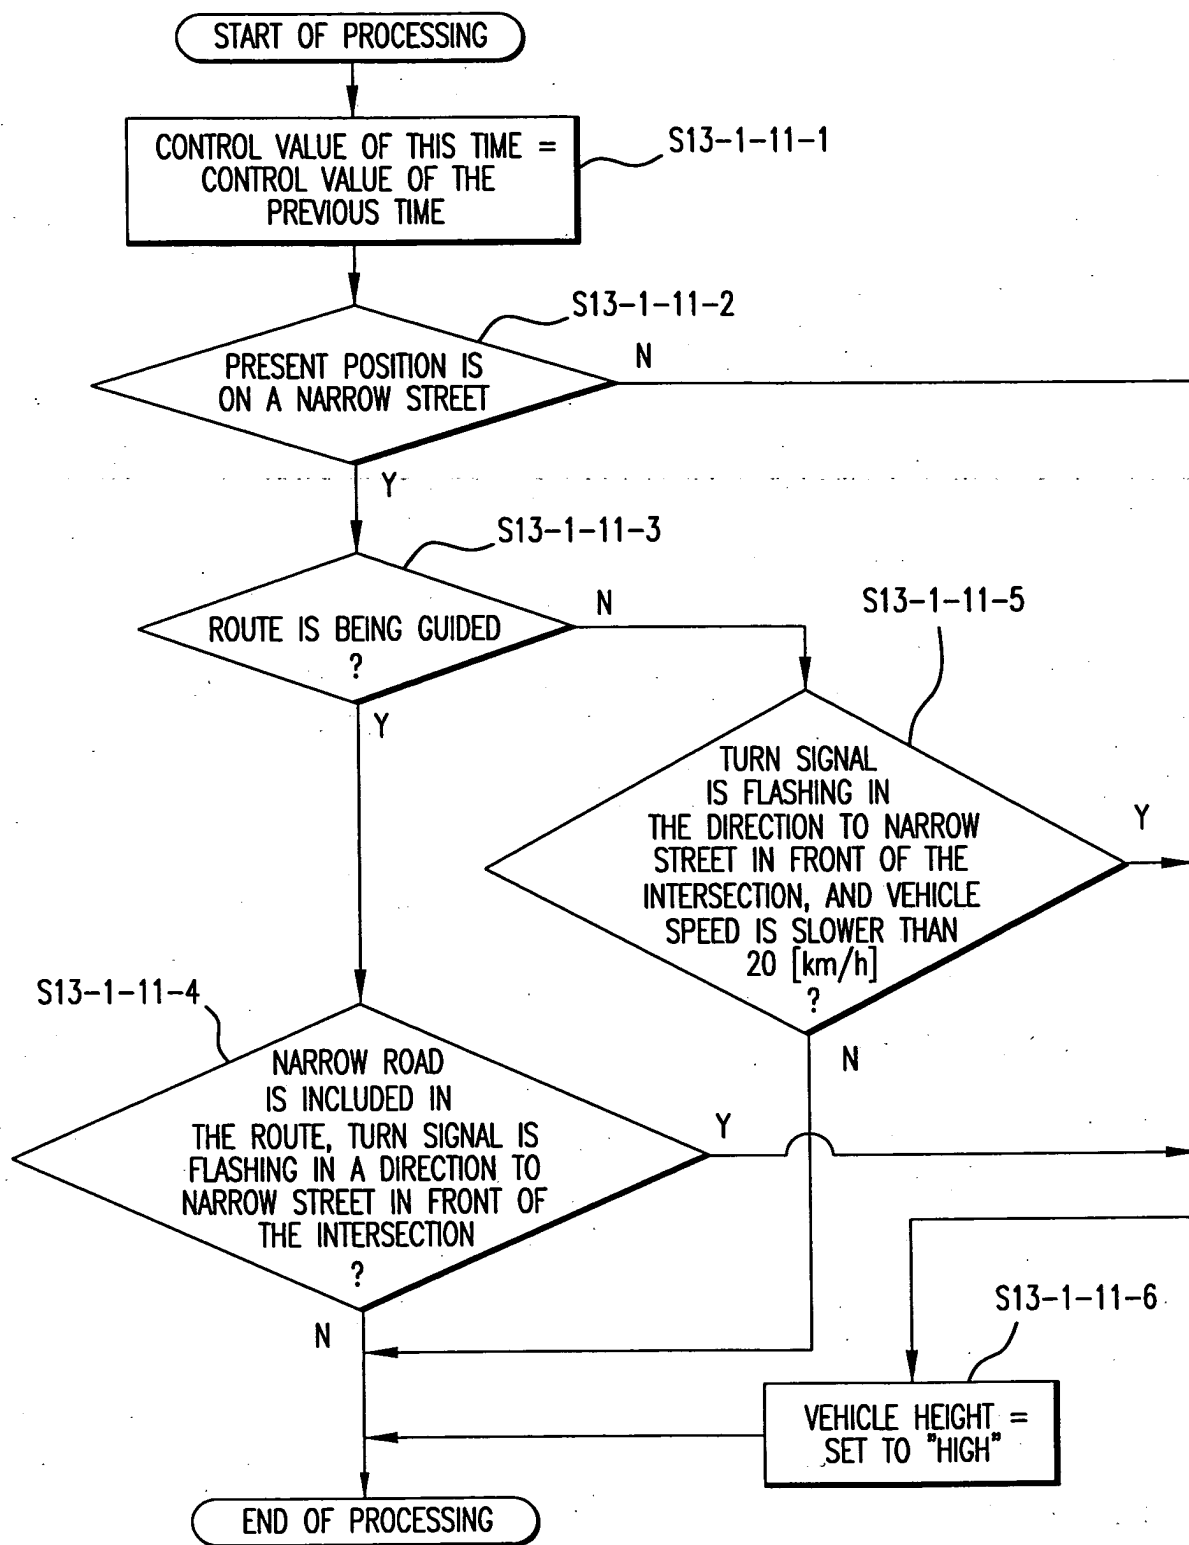 START OF PROCESSING
CONTROL VALUE OF THIS TIME =
CONTROL VALUE OF THE
PREVIOUS TIME
S13-1-11-1
S13-1-11-2
PRESENT POSITION IS
ON A NARROW STREET
N
Y
S13-1-11-3
ROUTE IS BEING GUIDED
?
N
Y
S13-1-11-5
TURN SIGNAL
IS FLASHING IN
THE DIRECTION TO NARROW
STREET IN FRONT OF THE
INTERSECTION, AND VEHICLE
SPEED IS SLOWER THAN
20 [km/h]
?
Y
N
S13-1-11-4
NARROW ROAD
IS INCLUDED IN
THE ROUTE, TURN SIGNAL IS
FLASHING IN A DIRECTION TO
NARROW STREET IN FRONT OF
THE INTERSECTION
?
Y
N
S13-1-11-6
VEHICLE HEIGHT =
SET TO "HIGH"
END OF PROCESSING